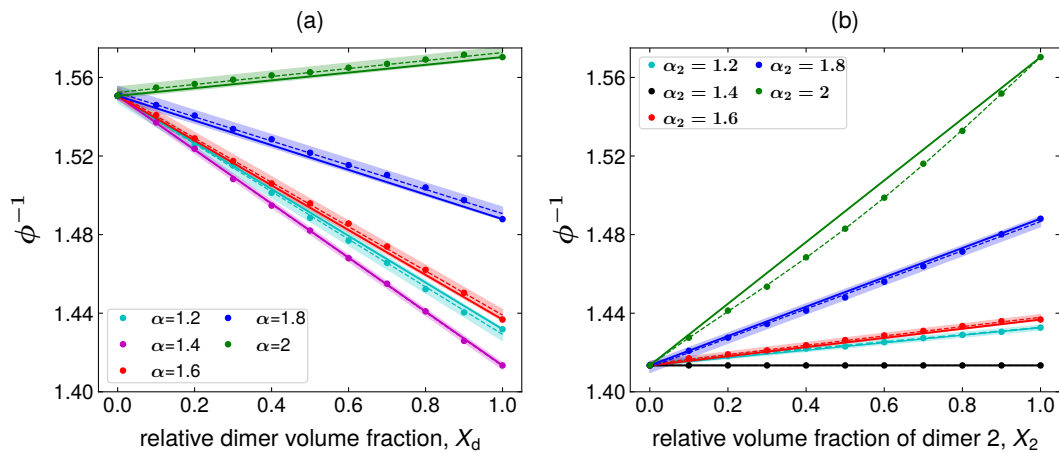 (a)
1.56
1.52
1.48
1.44
1.40
ϕ⁻¹
α=1.2
α=1.4
α=1.6
α=1.8
α=2
0.0 0.2 0.4 0.6 0.8 1.0
relative dimer volume fraction, X_d
(b)
1.56
1.52
1.48
1.44
1.40
ϕ⁻¹
α₂ = 1.2
α₂ = 1.4
α₂ = 1.6
α₂ = 1.8
α₂ = 2
0.0 0.2 0.4 0.6 0.8 1.0
relative volume fraction of dimer 2, X₂